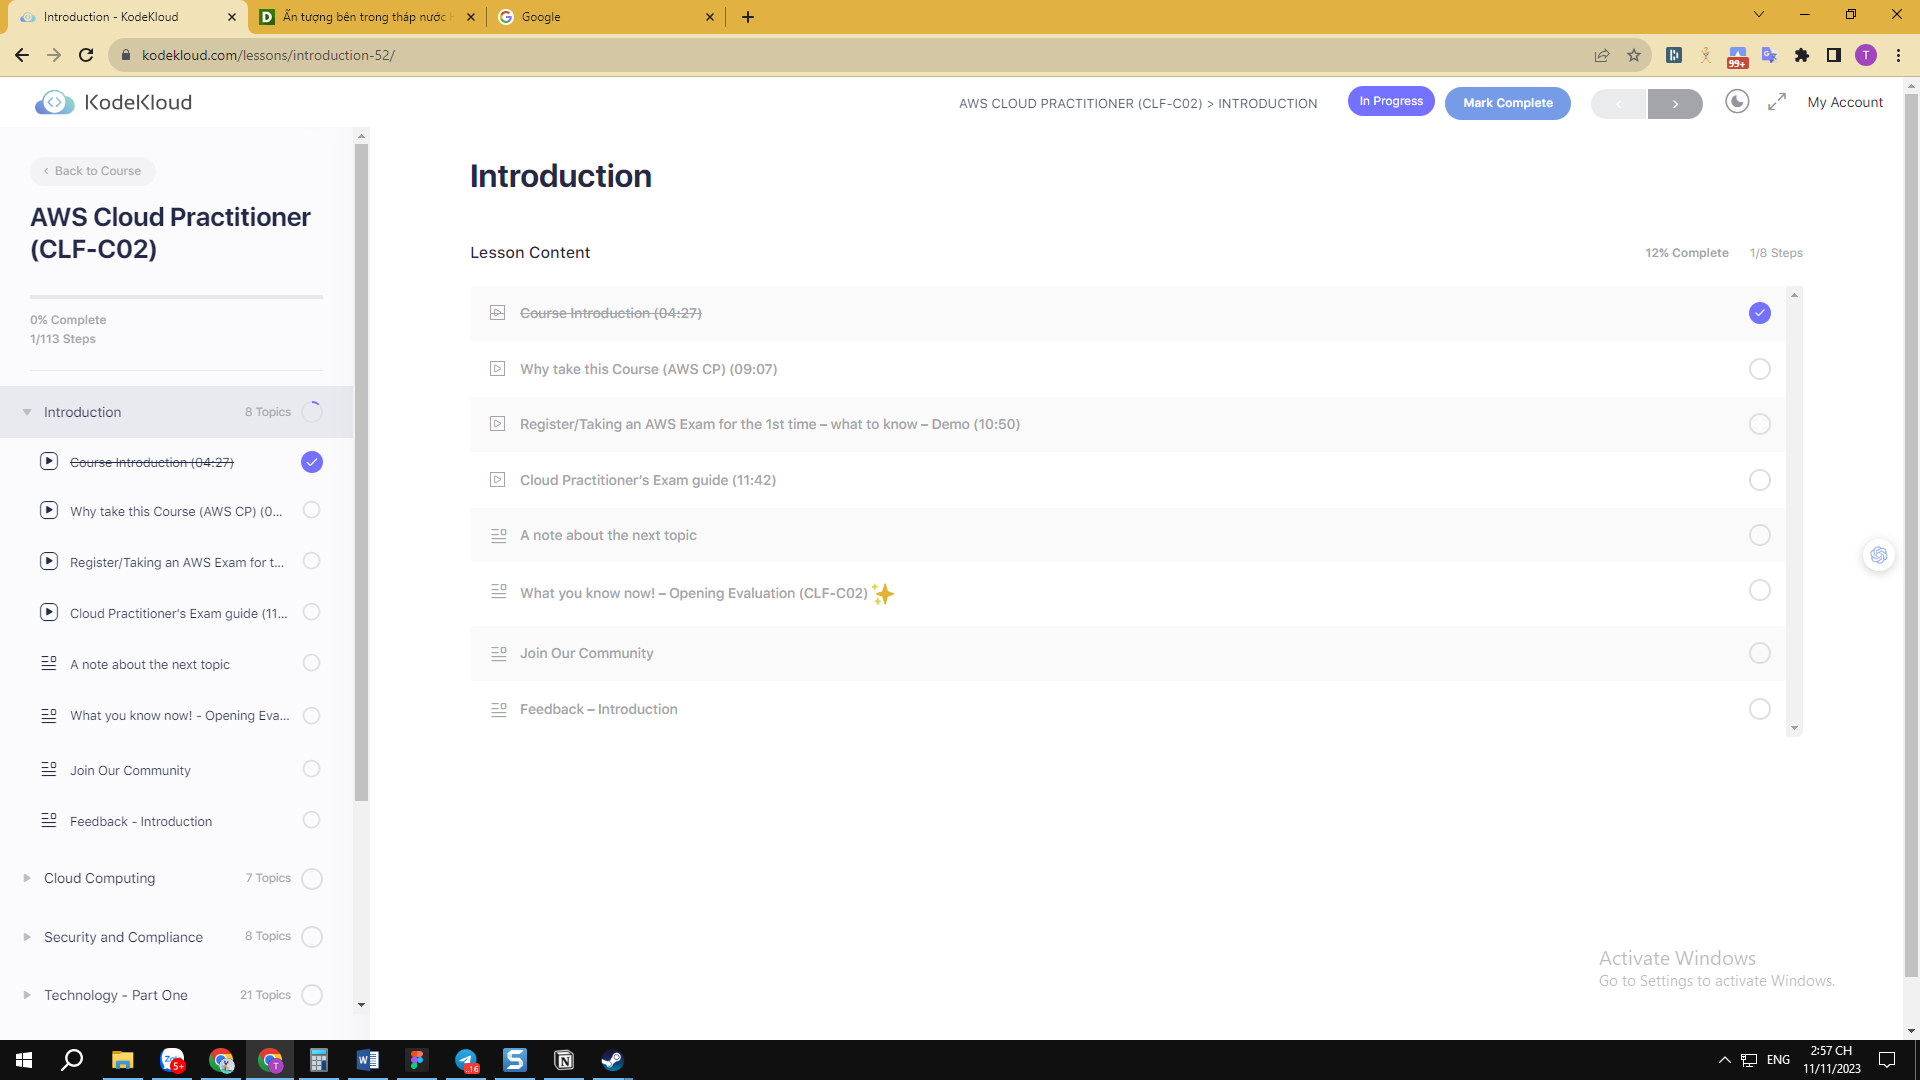 Introduction - KodeKloud
Ấn tượng bên trong tháp nước
Google
kodekloud.com/lessons/introduction-52/
99+
T
KodeKloud
AWS CLOUD PRACTITIONER (CLF-C02) > INTRODUCTION
In Progress
Mark Complete
My Account
Back to Course
AWS Cloud Practitioner
(CLF-C02)
0% Complete
1/113 Steps
Introduction
8 Topics
Course Introduction (04:27)
Why take this Course (AWS CP) (0...
Register/Taking an AWS Exam for t...
Cloud Practitioner's Exam guide (11...
A note about the next topic
What you know now! - Opening Eva...
Join Our Community
Feedback - Introduction
Cloud Computing
7 Topics
Security and Compliance
8 Topics
Technology - Part One
21 Topics
Introduction
Lesson Content
12% Complete
1/8 Steps
Course Introduction (04:27)
Why take this Course (AWS CP) (09:07)
Register/Taking an AWS Exam for the 1st time – what to know – Demo (10:50)
Cloud Practitioner’s Exam guide (11:42)
A note about the next topic
What you know now! – Opening Evaluation (CLF-C02)
Join Our Community
Feedback – Introduction
Activate Windows
Go to Settings to activate Windows.
5+
T
16
ENG
2:57 CH
11/11/2023